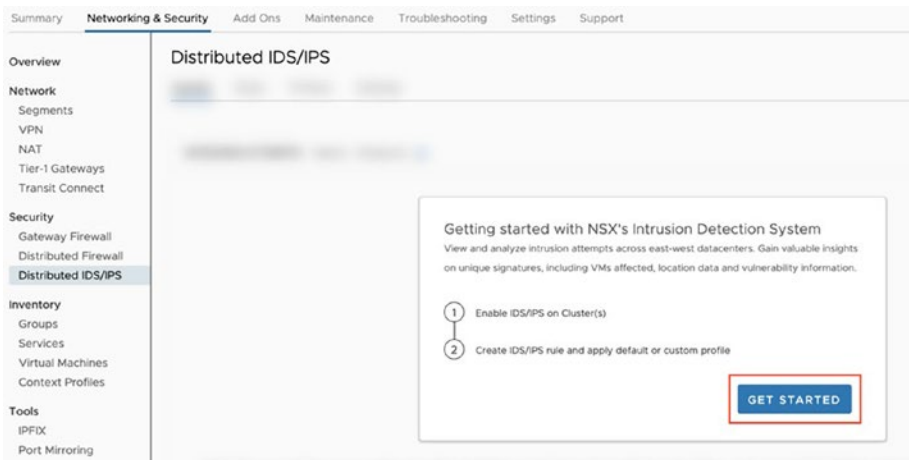 Summary Networking & Security Add Ons Maintenance Troubleshooting Settings Support
Overview
Network
Segments
VPN
NAT
Tier-1 Gateways
Transit Connect
Security
Gateway Firewall
Distributed Firewall
Distributed IDS/IPS
Inventory
Groups
Services
Virtual Machines
Context Profiles
Tools
IPFIX
Port Mirroring
Distributed IDS/IPS
Getting started with NSX's Intrusion Detection System
View and analyze intrusion attempts across east-west datacenters. Gain valuable insights
on unique signatures, including VMs affected, location data and vulnerability information.
1 Enable IDS/IPS on Cluster(s)
2 Create IDS/IPS rule and apply default or custom profile
GET STARTED